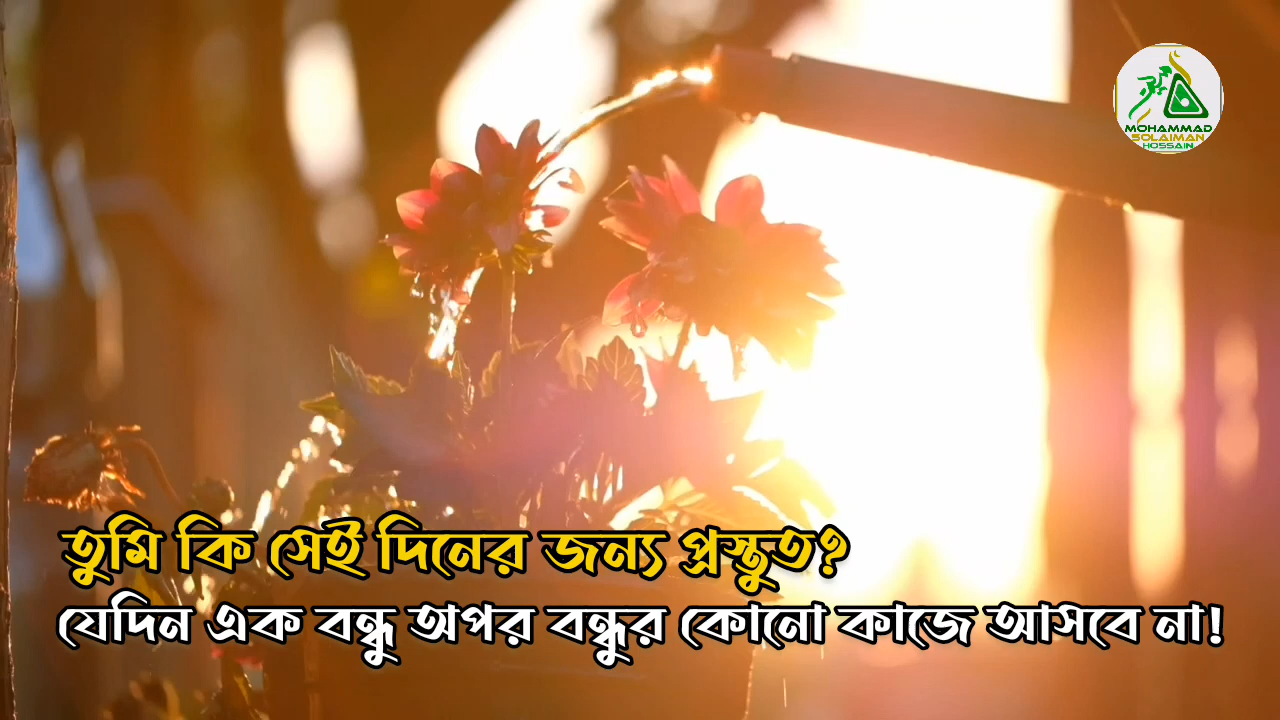 MOHAMMAD
SOLAIMAN
HOSSAIN
তুমি কি সেই দিনের জন্য প্রস্তুত?
যেদিন এক বন্ধু অপর বন্ধুর কোনো কাজে আসবে না!